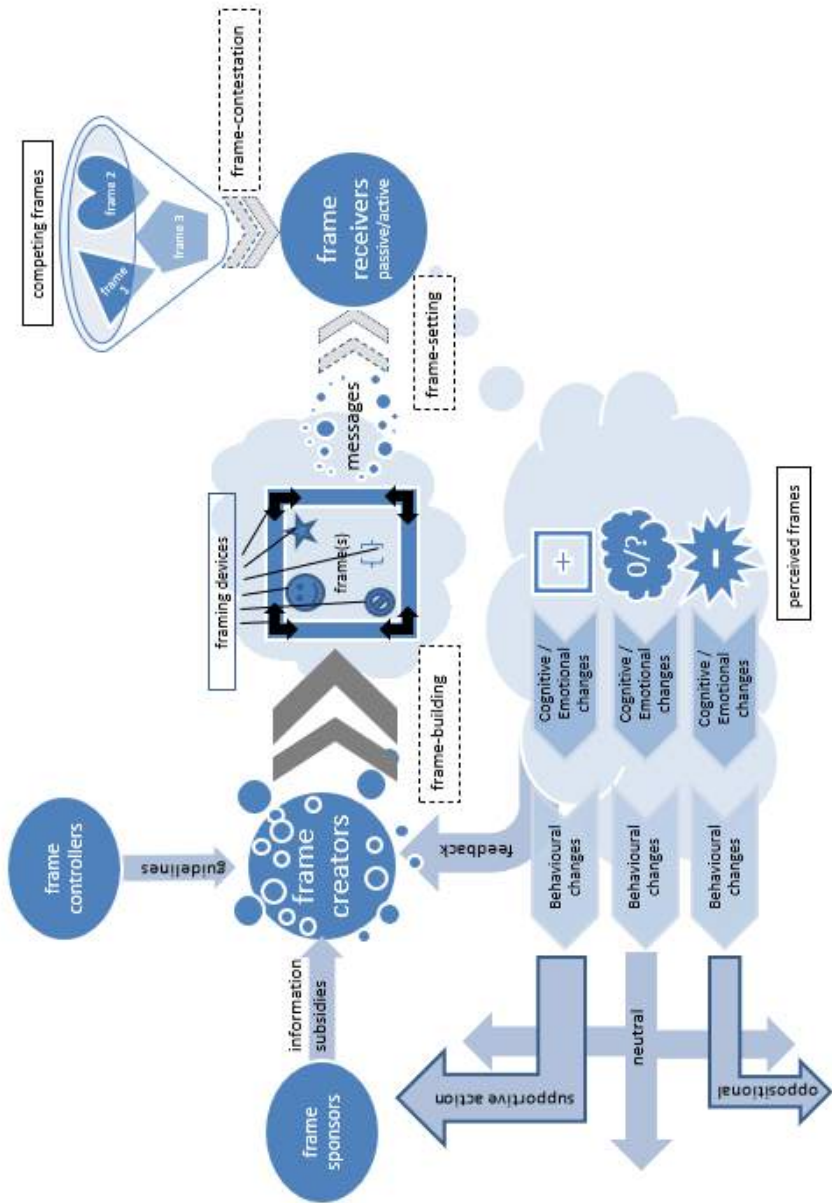 competing frames
frame
1
frame 2
frame 3
frame-contestation
frame
controllers
guidelines
framing devices
frame(s)
{ }
messages
frame
receivers
passive/active
frame
sponsors
information
subsidies
frame
creators
frame-building
frame-setting
feedback
supportive action
neutral
oppositional
Behavioural
changes
Cognitive /
Emotional
changes
+
Behavioural
changes
Cognitive /
Emotional
changes
0/?
Behavioural
changes
Cognitive /
Emotional
changes
-
perceived frames